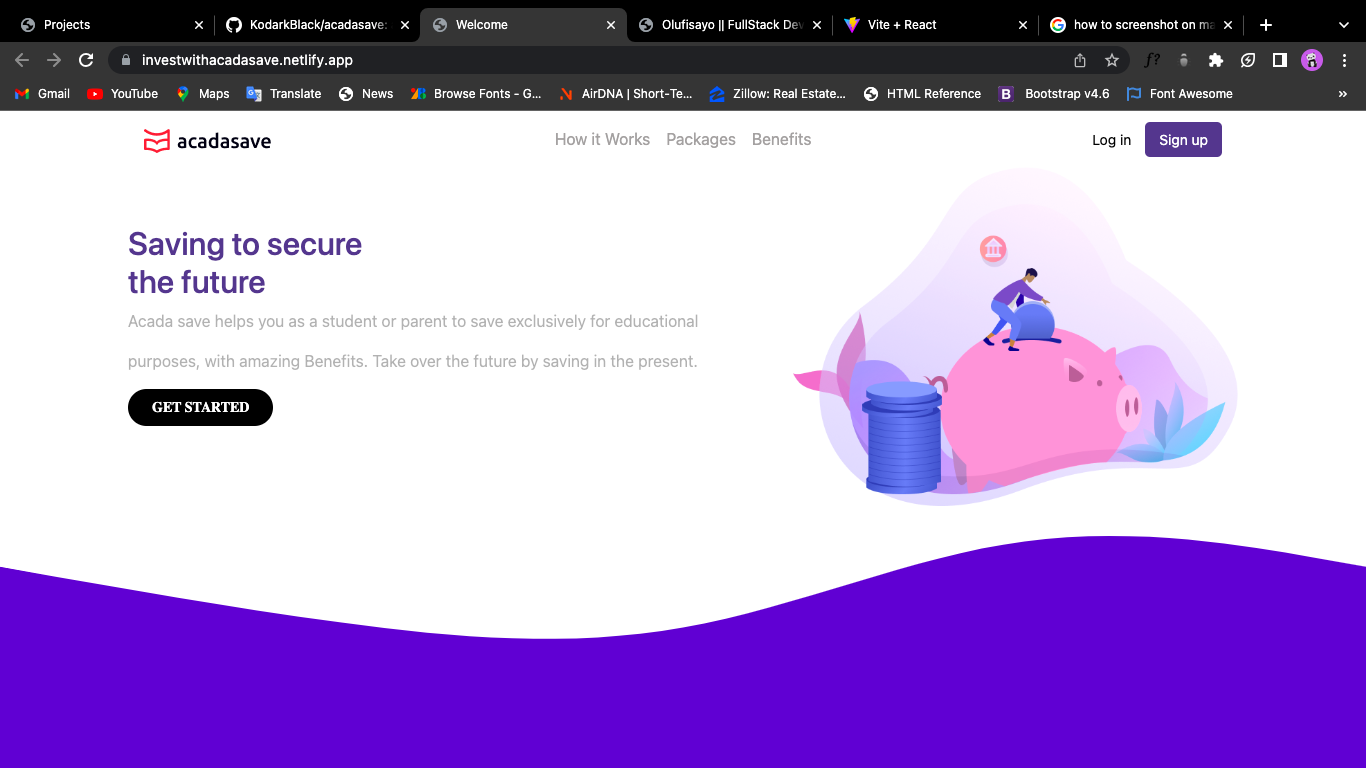 Projects
KodarkBlack/acadasave:
Welcome
Olufisayo || FullStack Dev
Vite + React
how to screenshot on ma
investwithacadasave.netlify.app
f?
Gmail
YouTube
Maps
Translate
News
Browse Fonts - G...
AirDNA | Short-Te...
Zillow: Real Estate...
HTML Reference
B
Bootstrap v4.6
Font Awesome
»
acadasave
How it Works
Packages
Benefits
Log in
Sign up
Saving to secure
the future
Acada save helps you as a student or parent to save exclusively for educational
purposes, with amazing Benefits. Take over the future by saving in the present.
GET STARTED